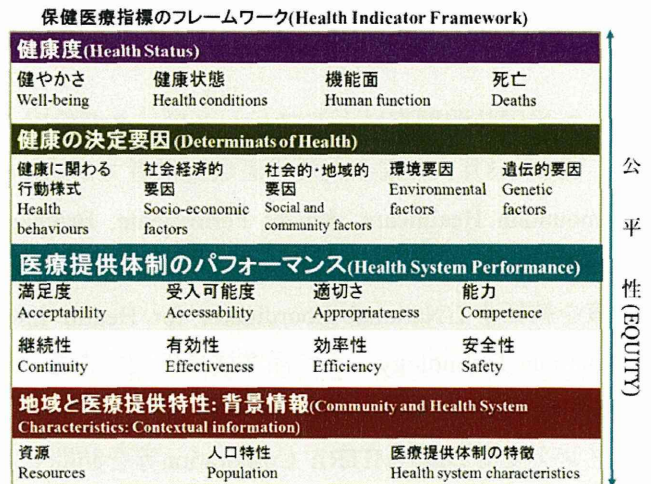 保健医療指標のフレームワーク(Health Indicator Framework)
健康度(Health Status)
健やかさ 健康状態 機能面 死亡
Well-being Health conditions Human function Deaths
健康の決定要因(Determinats of Health)
健康に関わる 社会経済的 社会的・地域的 環境要因 遺伝的要因
行動様式 要因 要因 Environmental Genetic
Health Socio-economic Social and factors factors
behaviours factors community factors
医療提供体制のパフォーマンス(Health System Performance)
満足度 受入可能度 適切さ 能力
Acceptability Accessability Appropriateness Competence
継続性 有効性 効率性 安全性
Continuity Effectiveness Efficiency Safety
地域と医療提供特性:背景情報(Community and Health System
Characteristics: Contextual information)
資源 人口特性 医療提供体制の特徴
Resources Population Health system characteristics
公平性(EQUITY)